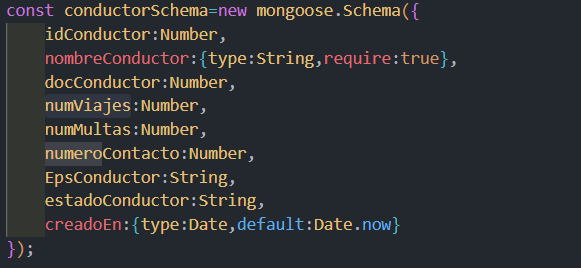 const conductorSchema=new mongoose.Schema({
    idConductor:Number,
    nombreConductor:{type:String,require:true},
    docConductor:Number,
    numViajes:Number,
    numMultas:Number,
    numeroContacto:Number,
    EpsConductor:String,
    estadoConductor:String,
    creadoEn:{type:Date,default:Date.now}
});